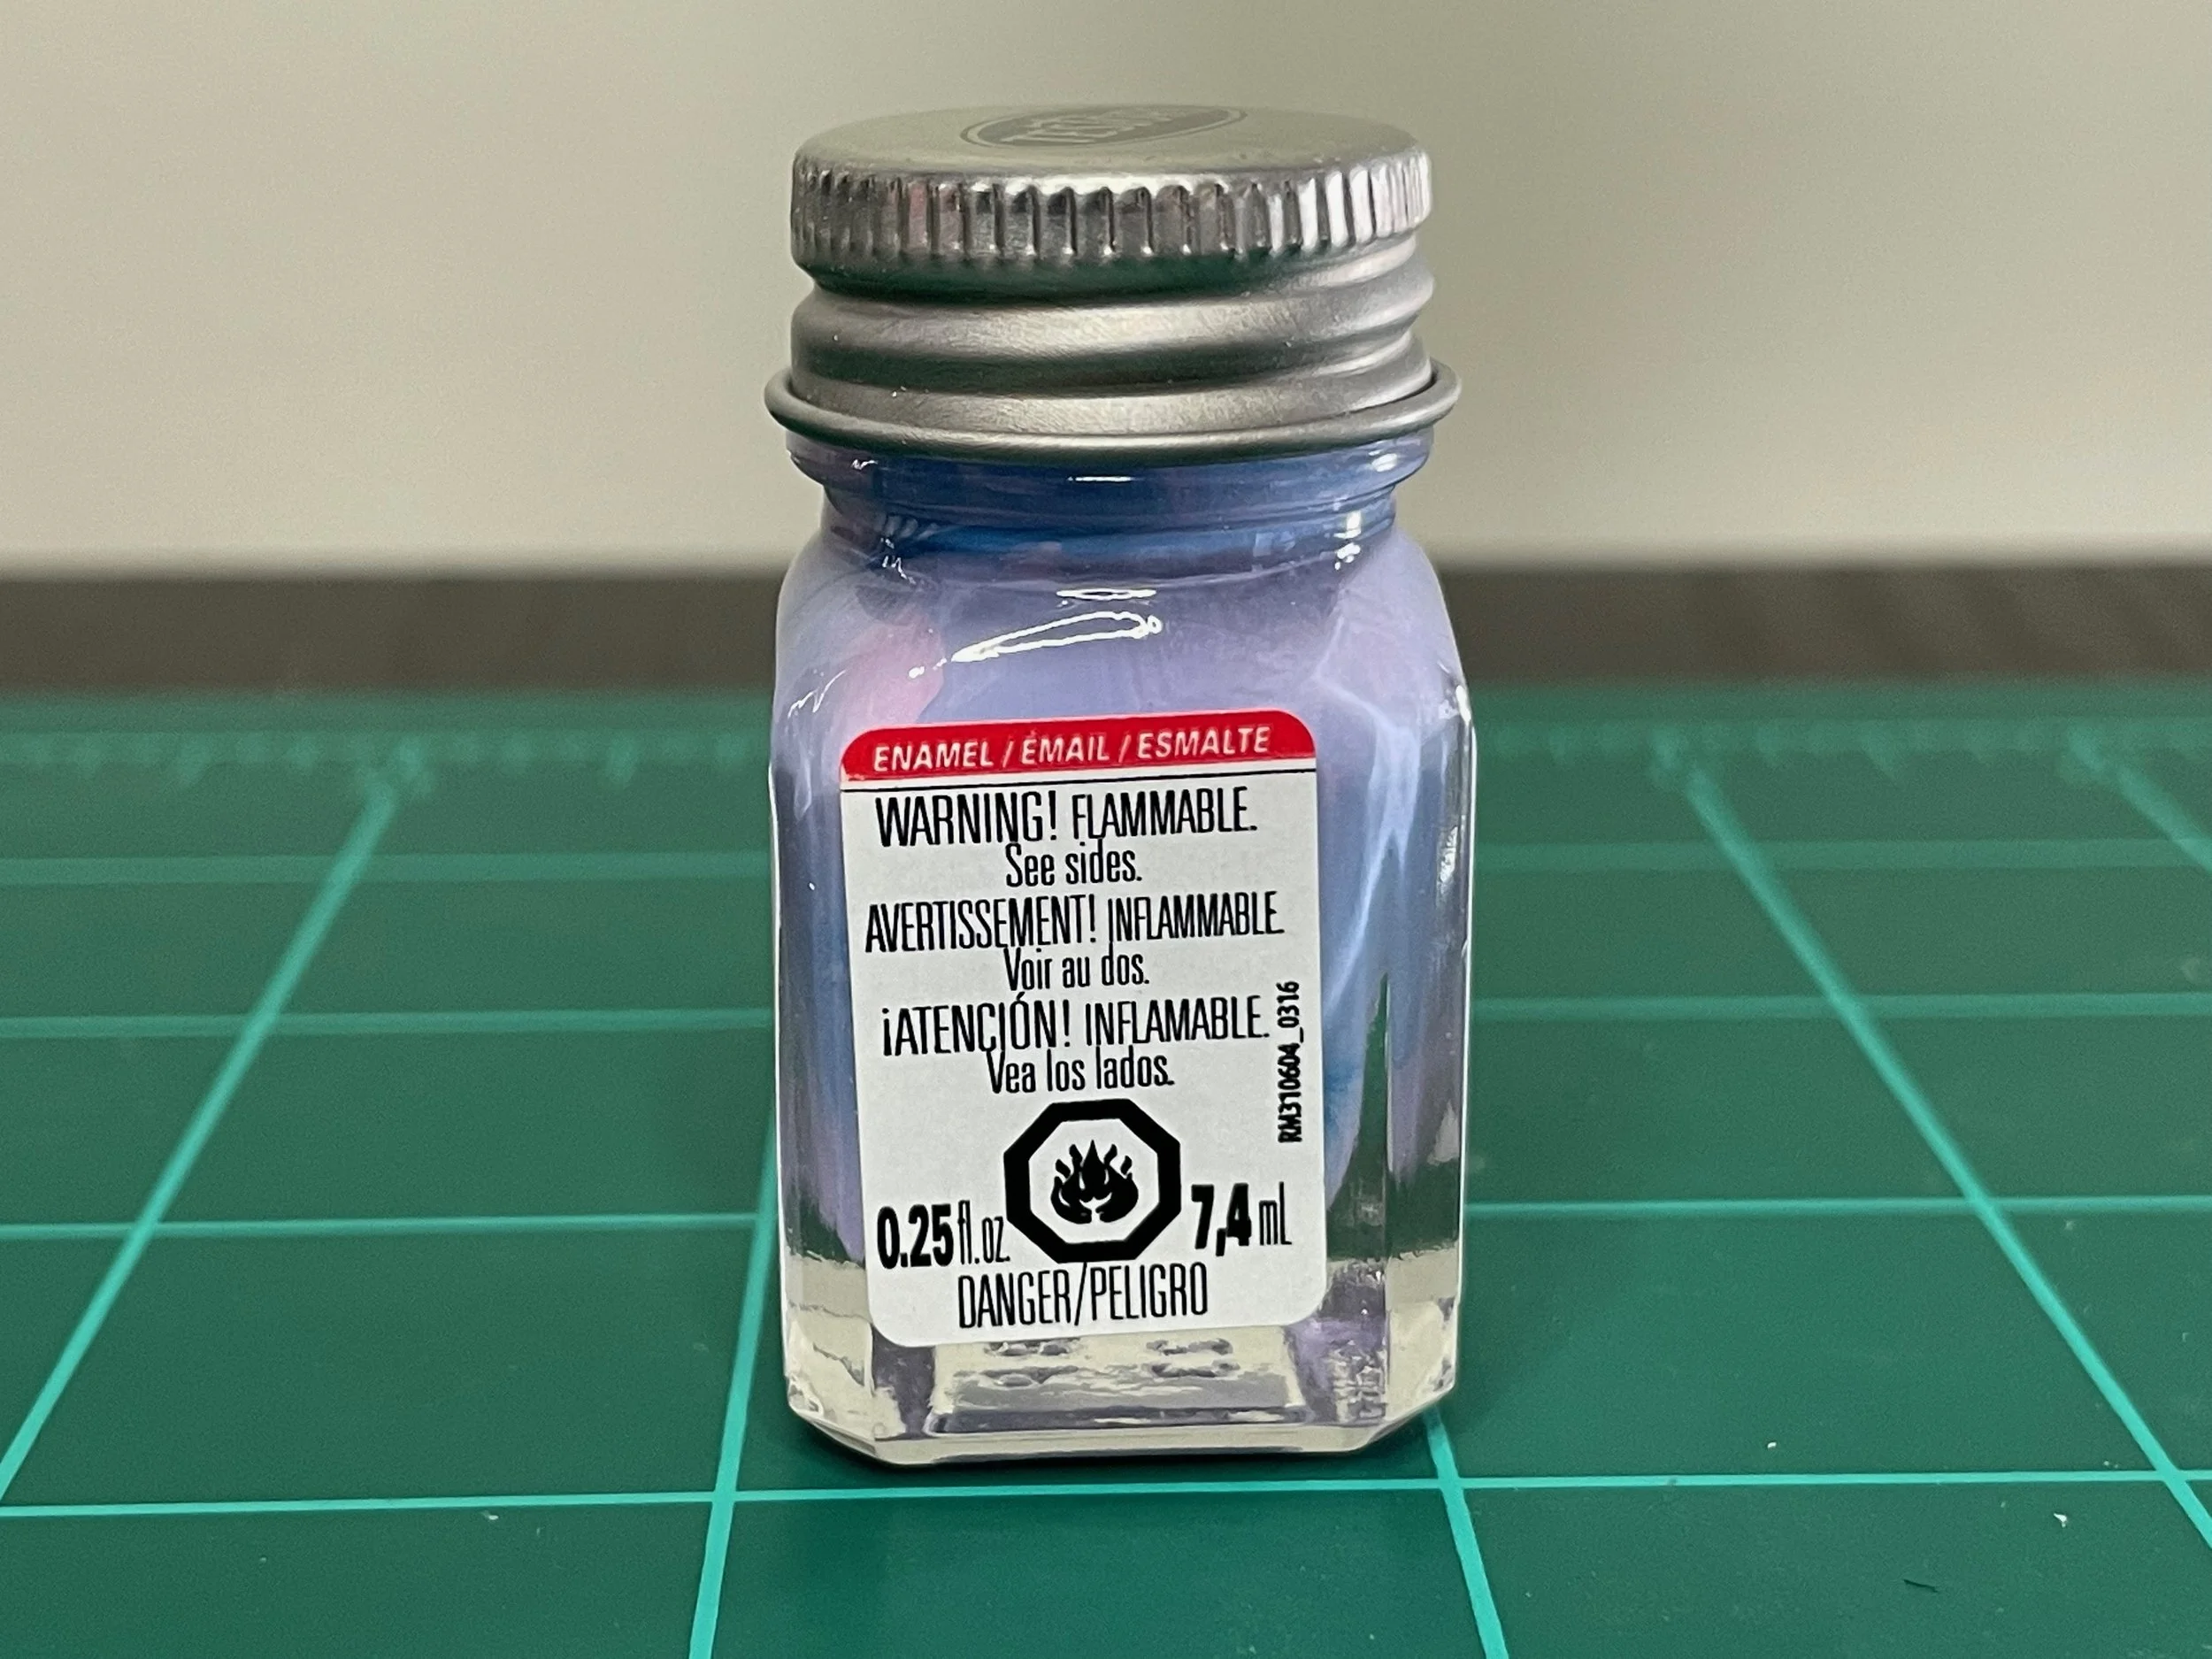 TESTORS
ENAMEL / ÉMAIL / ESMALTE
WARNING! FLAMMABLE.
See sides.
AVERTISSEMENT! INFLAMMABLE.
Voir au dos.
¡ATENCIÓN! INFLAMABLE.
Vea los lados.
RM310604_0316
0.25 fl.oz. 7,4 mL
DANGER/PELIGRO